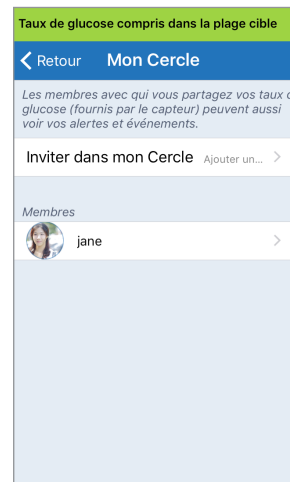 Taux de glucose compris dans la plage cible
Retour Mon Cercle
Les membres avec qui vous partagez vos taux
glucose (fournis par le capteur) peuvent aussi
voir vos alertes et événements.
Inviter dans mon Cercle Ajouter un...
Membres
jane